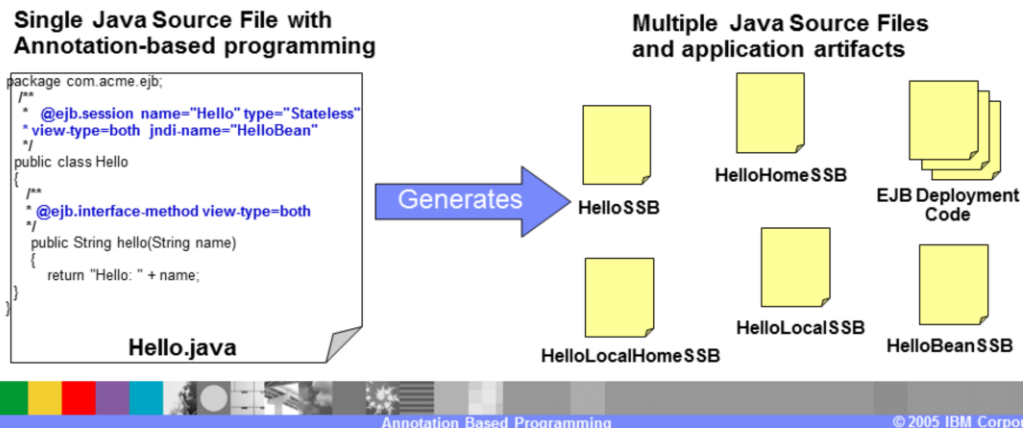 Single Java Source File with
Annotation-based programming
package com.acme.ejb;
/**
* @ejb.session name="Hello" type="Stateless"
* view-type=both jndi-name="HelloBean"
*/
public class Hello
{
/**
* @ejb.interface-method view-type=both
*/
public String hello(String name)
{
return "Hello: " + name;
}
}
Hello.java
Generates
Multiple Java Source Files
and application artifacts
HelloSSB
HelloHomeSSB
EJB Deployment
Code
HelloLocalHomeSSB
HelloLocalSSB
HelloBeanSSB
Annotation Based Programming
© 2005 IBM Corpor